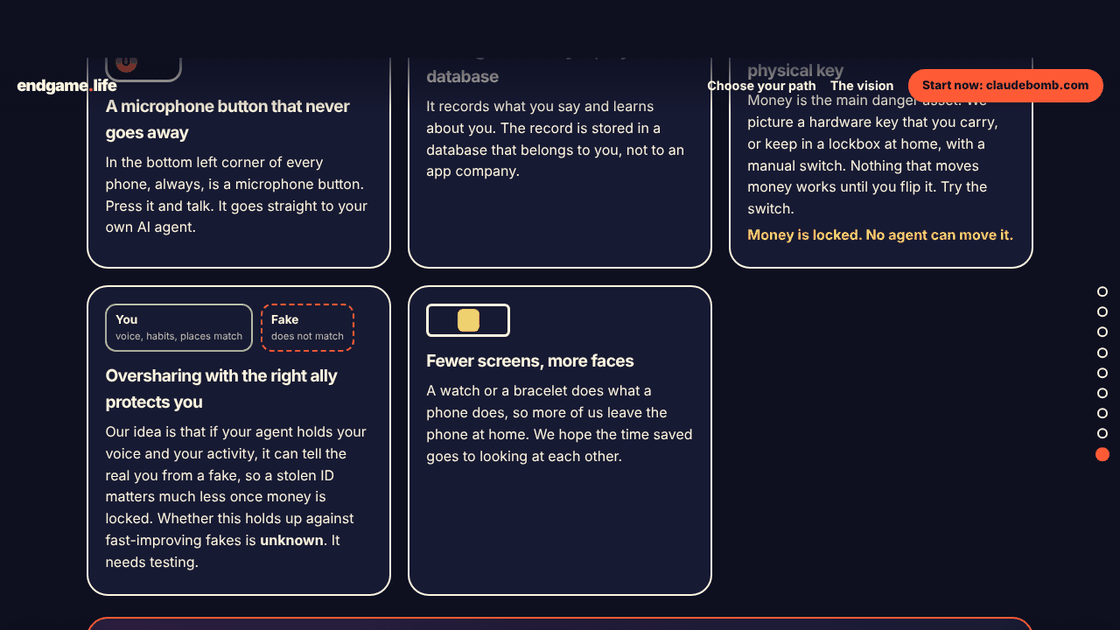 endgame.life
Choose your path
The vision
Start now: claudebomb.com
A microphone button that never
goes away
In the bottom left corner of every
phone, always, is a microphone button.
Press it and talk. It goes straight to your
own AI agent.
database
It records what you say and learns
about you. The record is stored in a
database that belongs to you, not to an
app company.
physical key
Money is the main danger asset. We
picture a hardware key that you carry,
or keep in a lockbox at home, with a
manual switch. Nothing that moves
money works until you flip it. Try the
switch.
Money is locked. No agent can move it.
You
voice, habits, places match
Fake
does not match
Oversharing with the right ally
protects you
Our idea is that if your agent holds your
voice and your activity, it can tell the
real you from a fake, so a stolen ID
matters much less once money is
locked. Whether this holds up against
fast-improving fakes is unknown. It
needs testing.
Fewer screens, more faces
A watch or a bracelet does what a
phone does, so more of us leave the
phone at home. We hope the time saved
goes to looking at each other.